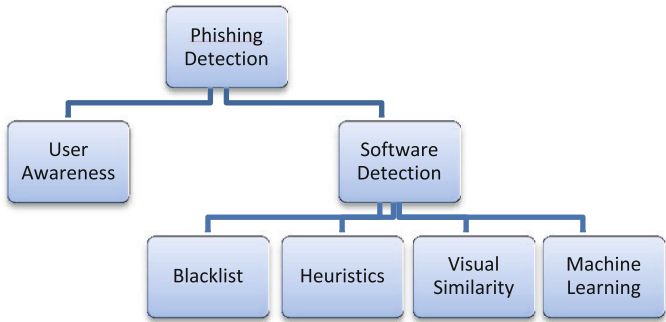 Phishing
Detection
User
Awareness
Software
Detection
Blacklist
Heuristics
Visual
Similarity
Machine
Learning